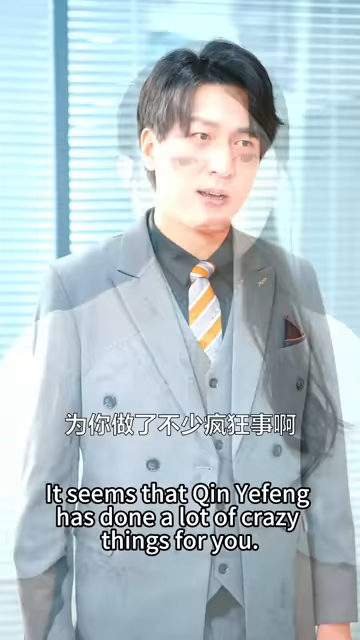 为你做了不少疯狂事啊
It seems that Qin Yefeng
has done a lot of crazy
things for you.